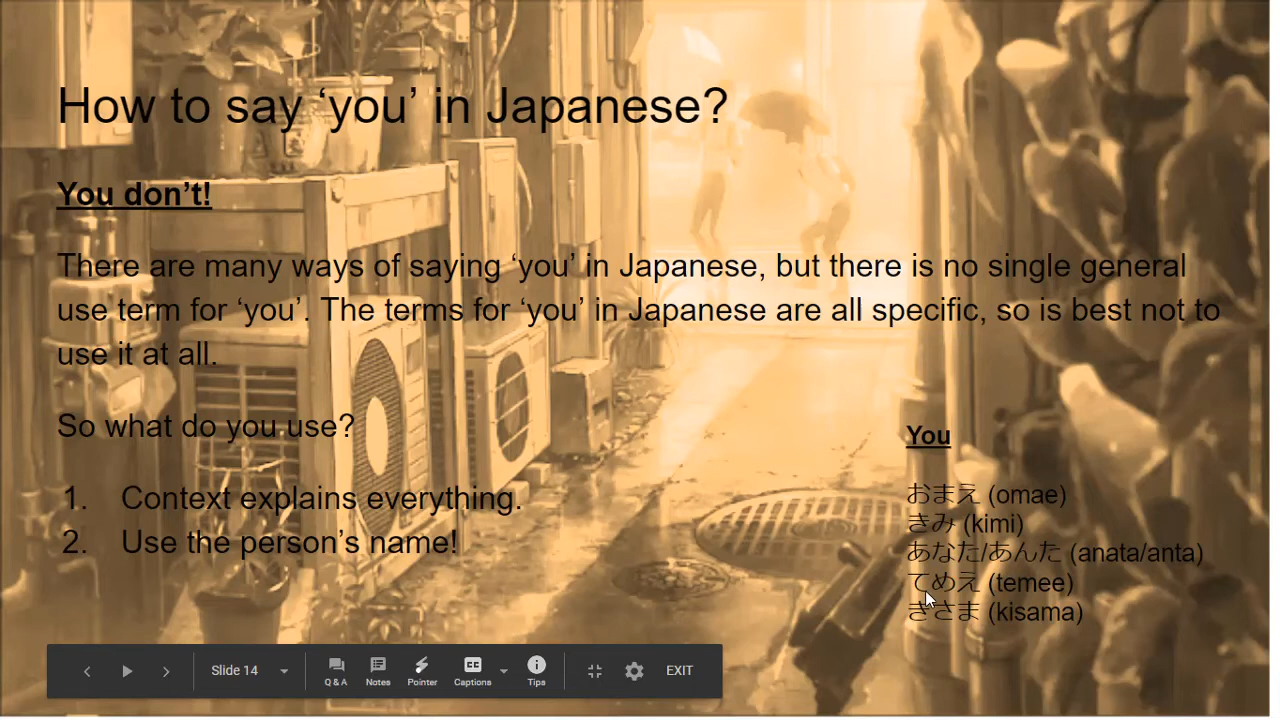 How to say ‘you’ in Japanese?
You don’t!
There are many ways of saying ‘you’ in Japanese, but there is no single general
use term for ‘you’. The terms for ‘you’ in Japanese are all specific, so is best not to
use it at all.
So what do you use?
1. Context explains everything.
2. Use the person’s name!
You
おまえ (omae)
きみ (kimi)
あなた/あんた (anata/anta)
てめえ (temee)
きさま (kisama)
Slide 14
Q & A
Notes
Pointer
Captions
CC
Tips
EXIT